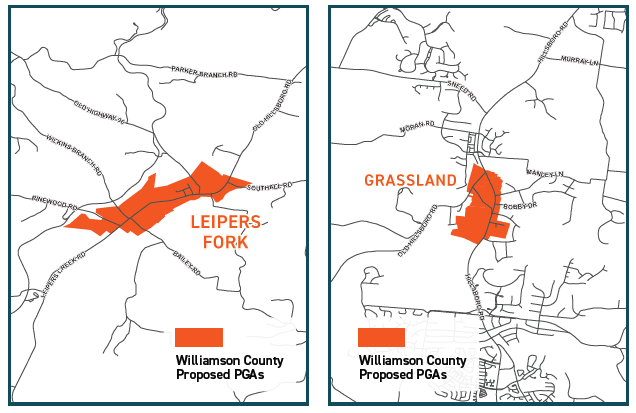 PARKER-BRANCH-RD
OLD-HILLSBORO-RD
OLD-HIGHWAY-96
WILKINS-BRANCH-RD
SOUTHALL-RD
PINEWOOD-RD
LEIPERS
FORK
LEIPERS-CREEK-RD
BAILEY-RD
Williamson County
Proposed PGAs
HILLSBORO-RD
MURRAY-LN
SNEED-RD
MORAN-RD
GRASSLAND
MANLEY-LN
BOBBY-DR
OLD-HILLSBORO-RD
HILLSBORO-RD
Williamson County
Proposed PGAs